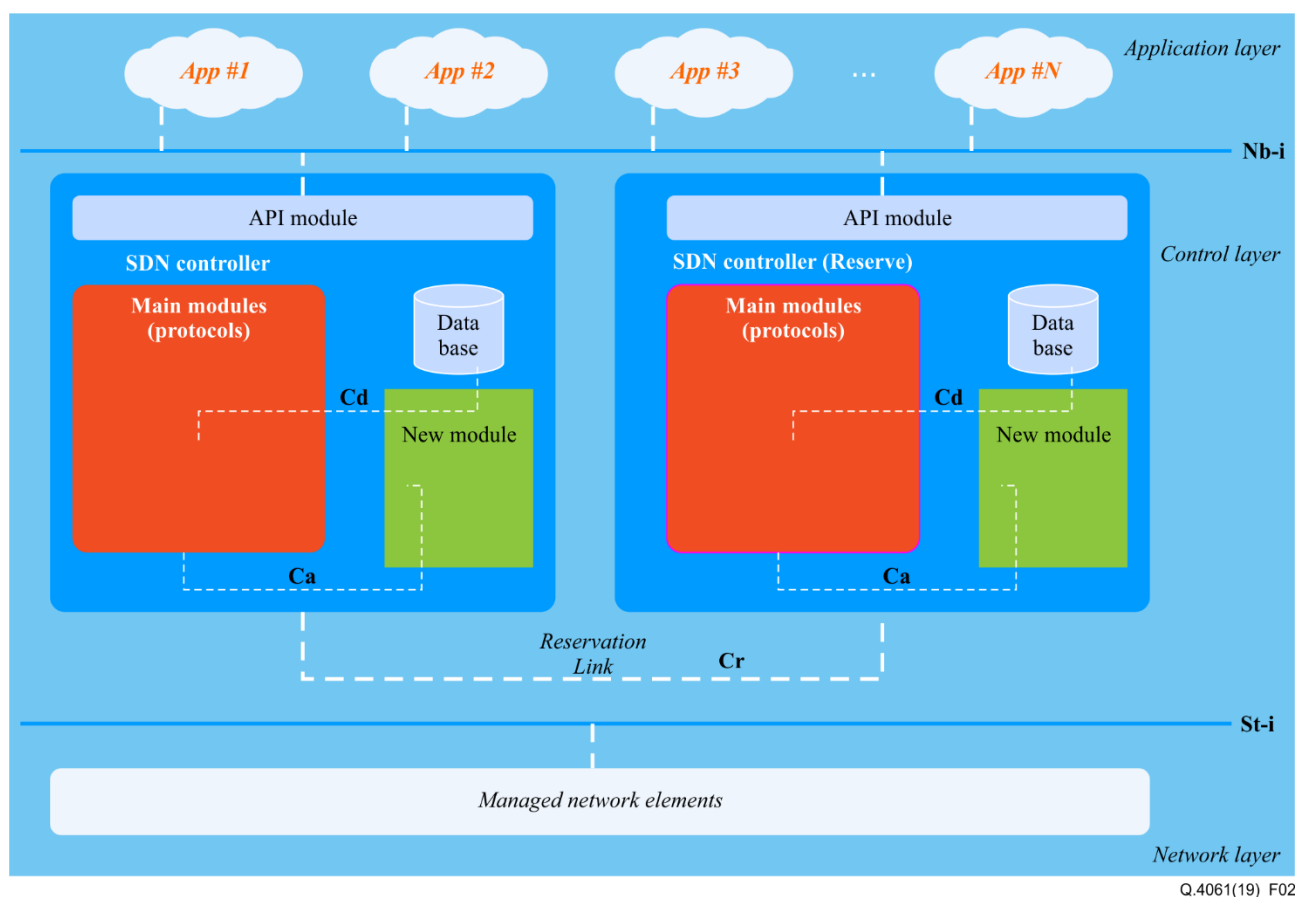 Application layer
App #1
App #2
App #3
...
App #N
Nb-i
API module
API module
Control layer
SDN controller
SDN controller (Reserve)
Main modules
(protocols)
Data
base
Cd
New module
Ca
Main modules
(protocols)
Data
base
Cd
New module
Ca
Reservation
Link
Cr
St-i
Managed network elements
Network layer
Q.4061(19)_F02